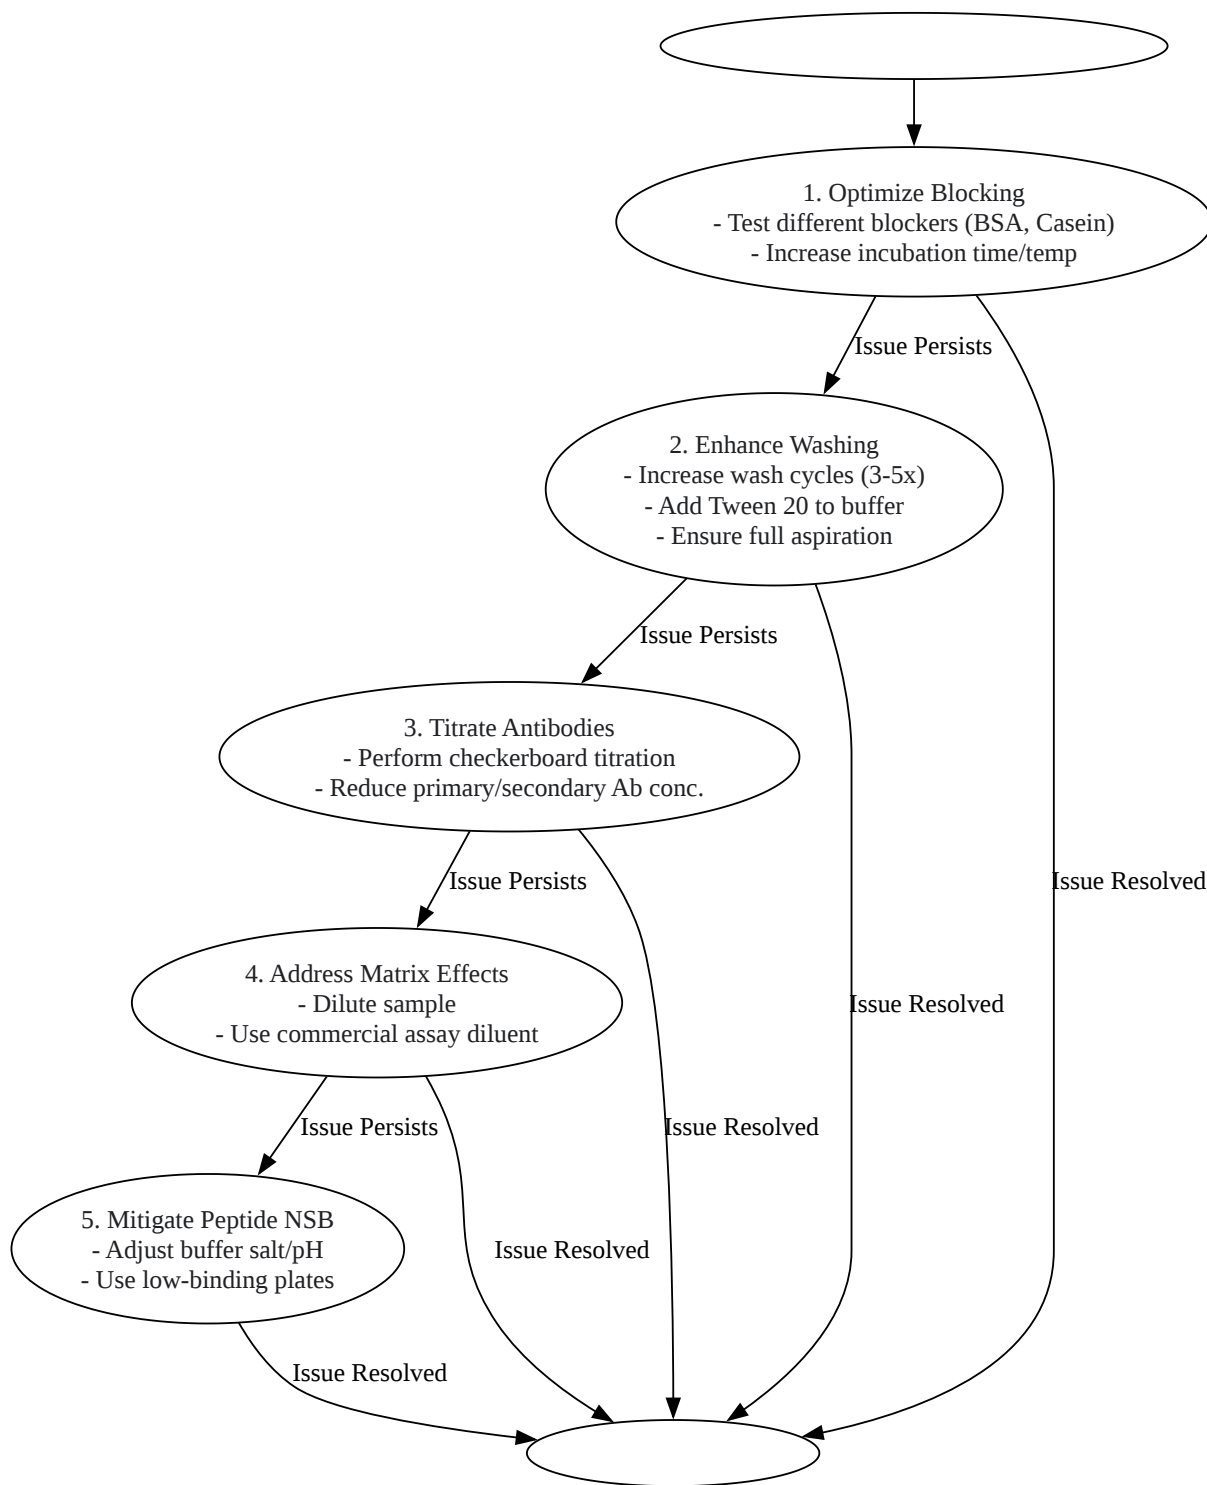 1. Optimize Blocking
- Test different blockers (BSA, Casein)
- Increase incubation time/temp
Issue Persists
2. Enhance Washing
- Increase wash cycles (3-5x)
- Add Tween 20 to buffer
- Ensure full aspiration
Issue Persists
3. Titrate Antibodies
- Perform checkerboard titration
- Reduce primary/secondary Ab conc.
Issue Persists
Issue Resolved
4. Address Matrix Effects
- Dilute sample
- Use commercial assay diluent
Issue Resolved
Issue Persists
Issue Resolved
5. Mitigate Peptide NSB
- Adjust buffer salt/pH
- Use low-binding plates
Issue Resolved
Issue Resolved